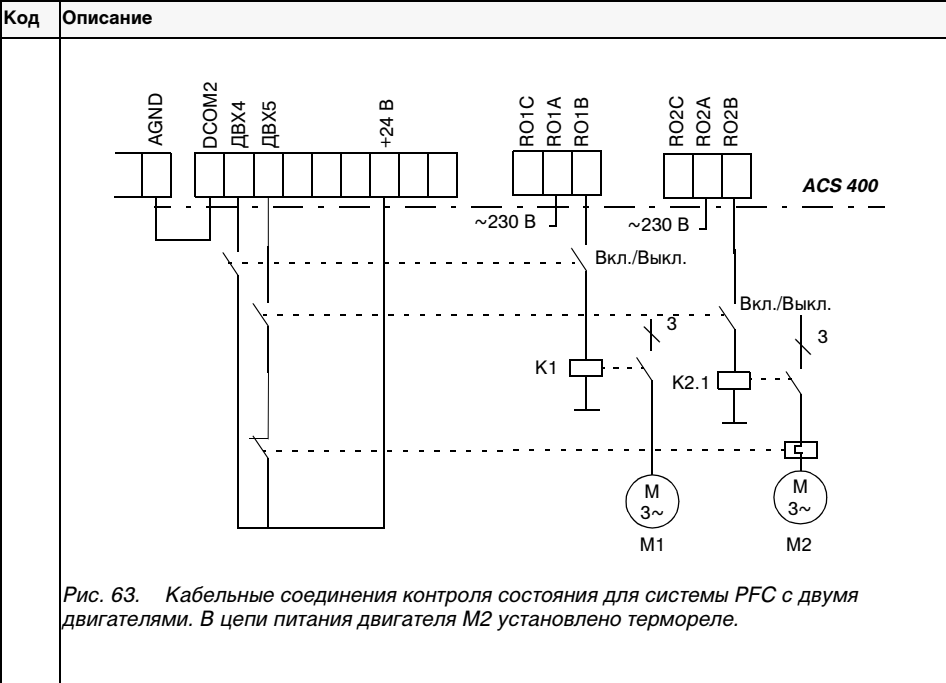 Код Описание
AGND DCOM2 ДВХ4 ДВХ5 +24 В RO1C RO1A RO1B RO2C RO2A RO2B
ACS 400
~230 В ~230 В
Вкл./Выкл.
Вкл./Выкл.
3 3
K1 K2.1
M 3~ M 3~
M1 M2
Рис. 63. Кабельные соединения контроля состояния для системы PFC с двумя
двигателями. В цепи питания двигателя М2 установлено термореле.